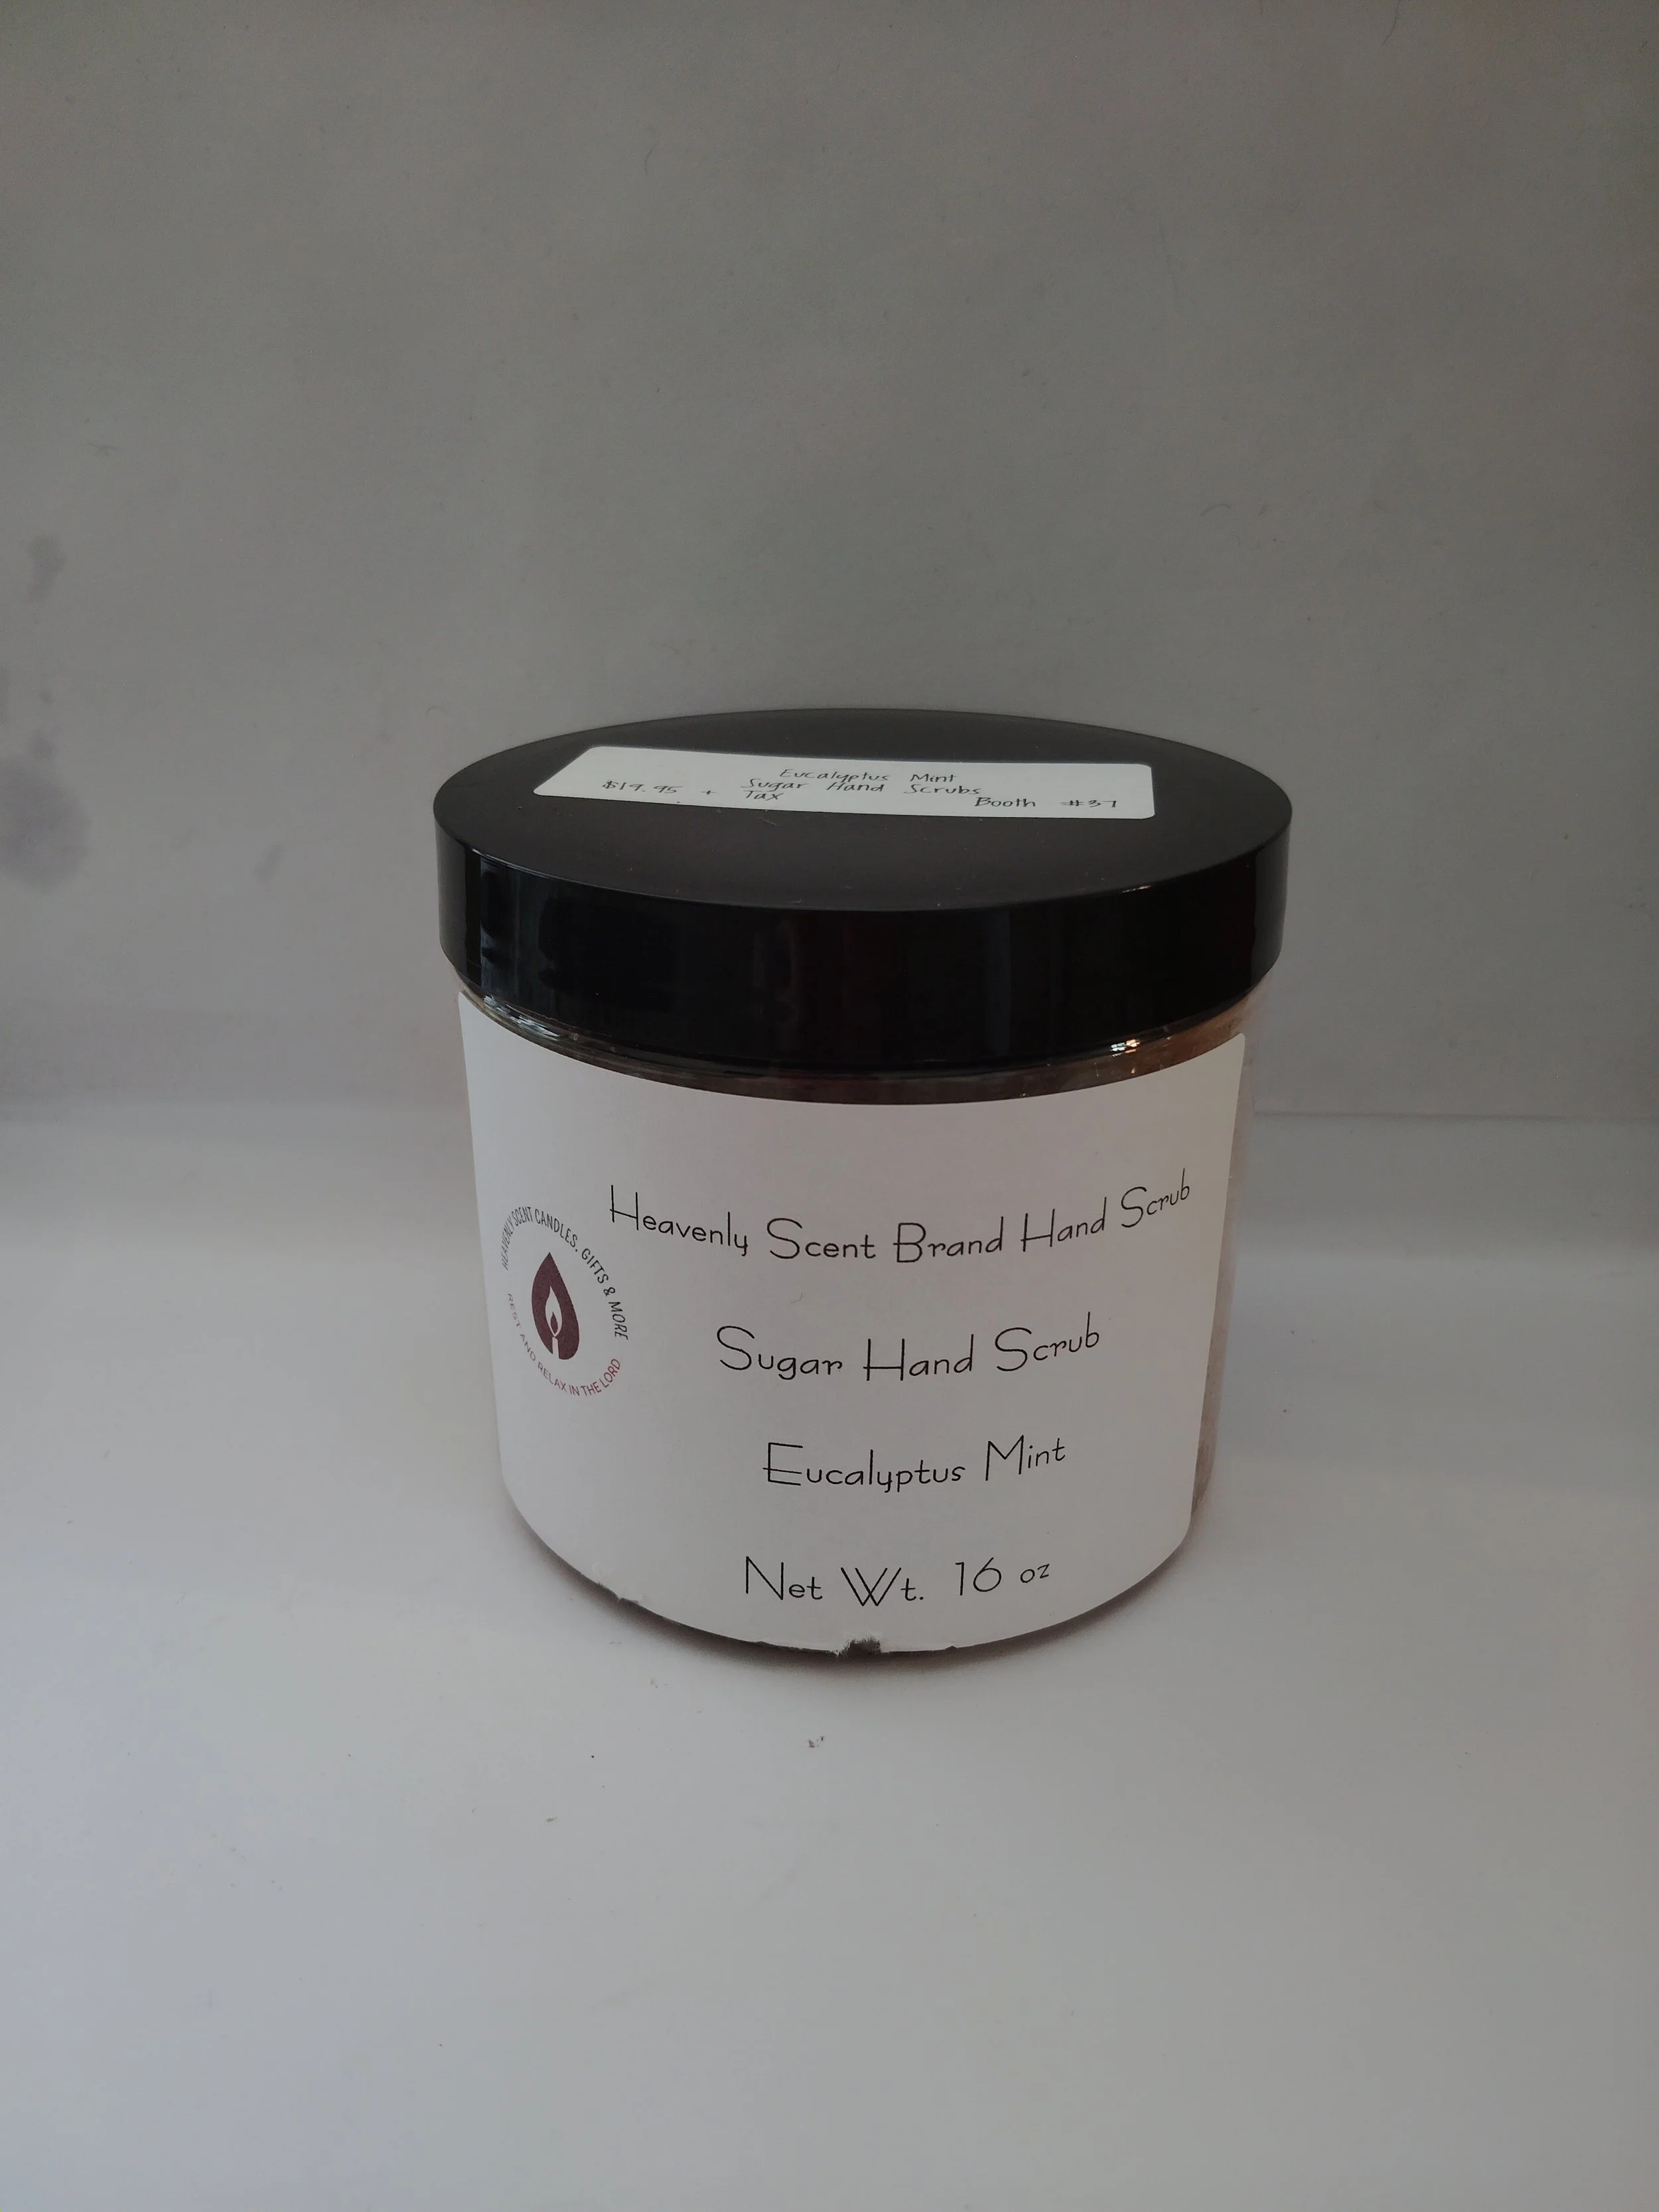 Eucalyptus Mint
Sugar Hand Scrubs
$19.95 + Tax
Booth #37
HEAVENLY SCENT CANDLES, GIFTS & MORE
REST AND RELAX IN THE LORD
Heavenly Scent Brand Hand Scrub
Sugar Hand Scrub
Eucalyptus Mint
Net Wt. 16 oz